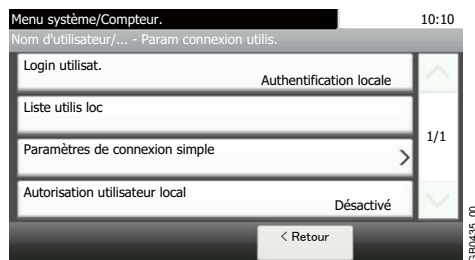 Menu système/Compteur.
10:10
Nom d'utilisateur/... - Param connexion utilis.
Login utilisat.
Authentification locale
Liste utilis loc
1/1
Paramètres de connexion simple
Autorisation utilisateur local
Désactivé
< Retour
GB0435_00